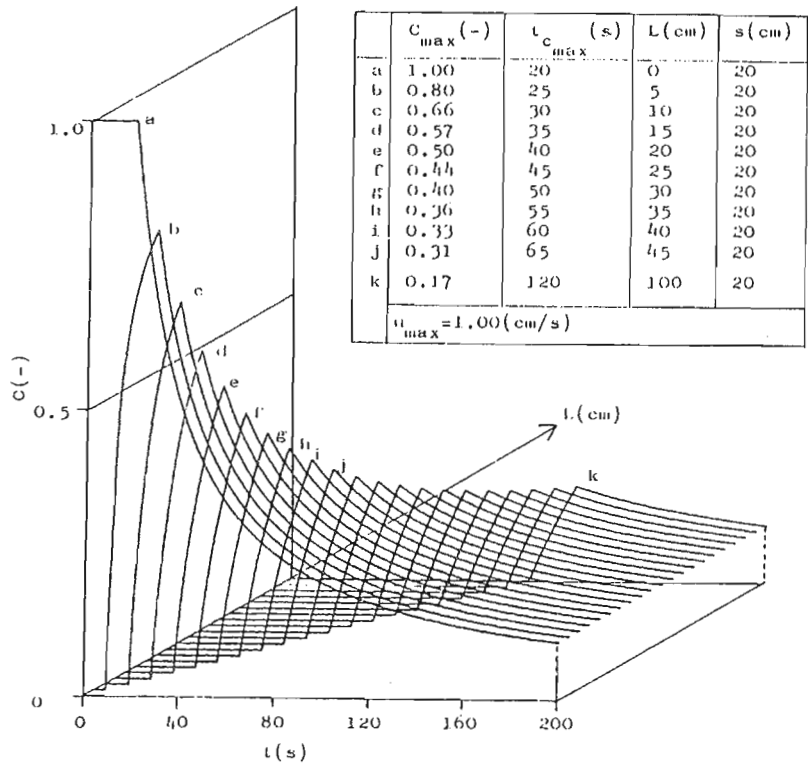 C_max(-) t_c_max (s) L(cm) s(cm)
a 1.00 20 0 20
b 0.80 25 5 20
c 0.66 30 10 20
d 0.57 35 15 20
e 0.50 40 20 20
f 0.44 45 25 20
g 0.40 50 30 20
h 0.36 55 35 20
i 0.33 60 40 20
j 0.31 65 45 20
k 0.17 120 100 20
u_max=1.00(cm/s)
1.0
a
b
c
d
e
f
g
h
i
j
k
L(cm)
C(-)
0.5
0
0 40 80 120 160 200
t(s)